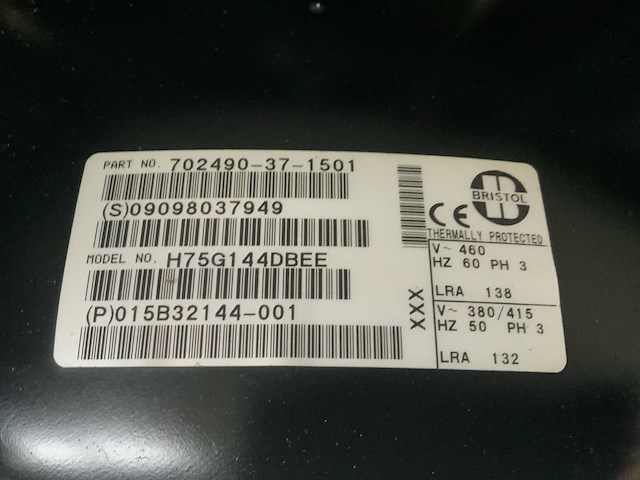 PART NO. 702490-37-1501
(S)09098037949
MODEL NO. H75G144DBEE
(P)015B32144-001
XXX
CE
BRISTOL
THERMALLY PROTECTED
V~ 460
HZ 60 PH 3
LRA 138
V~ 380/415
HZ 50 PH 3
LRA 132